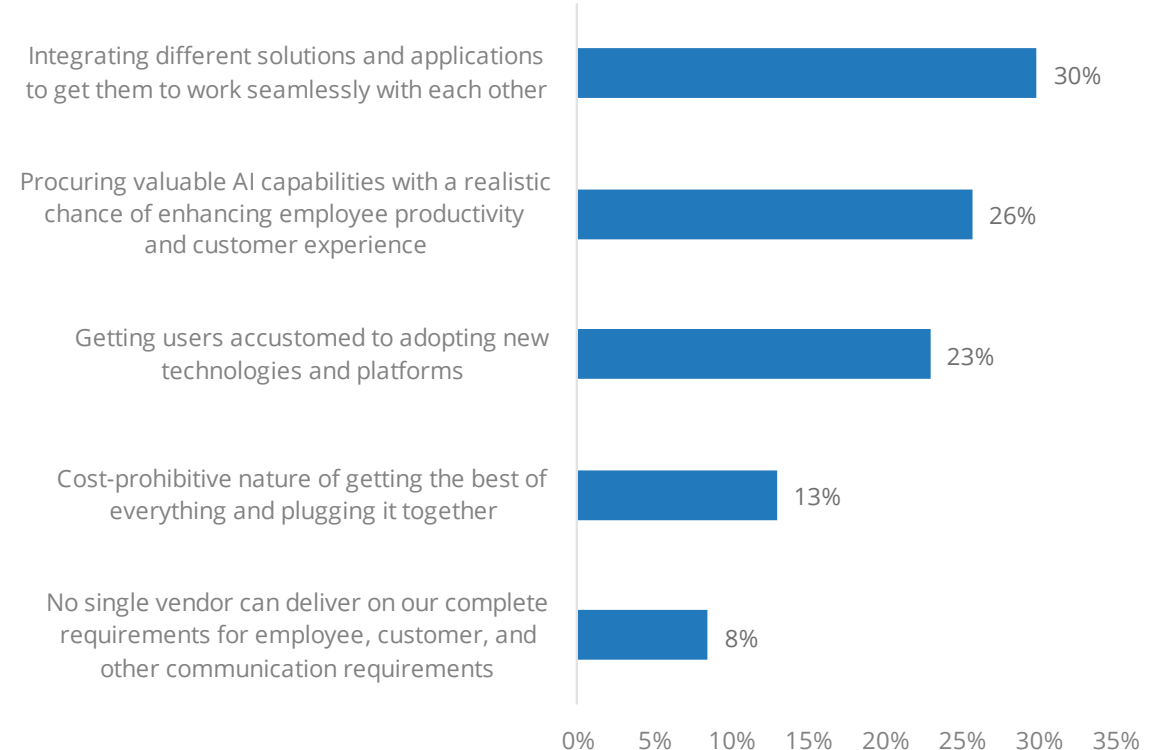 Integrating different solutions and applications
to get them to work seamlessly with each other
30%
Procuring valuable AI capabilities with a realistic
chance of enhancing employee productivity
and customer experience
26%
Getting users accustomed to adopting new
technologies and platforms
23%
Cost-prohibitive nature of getting the best of
everything and plugging it together
13%
No single vendor can deliver on our complete
requirements for employee, customer, and
other communication requirements
8%
0% 5% 10% 15% 20% 25% 30% 35%